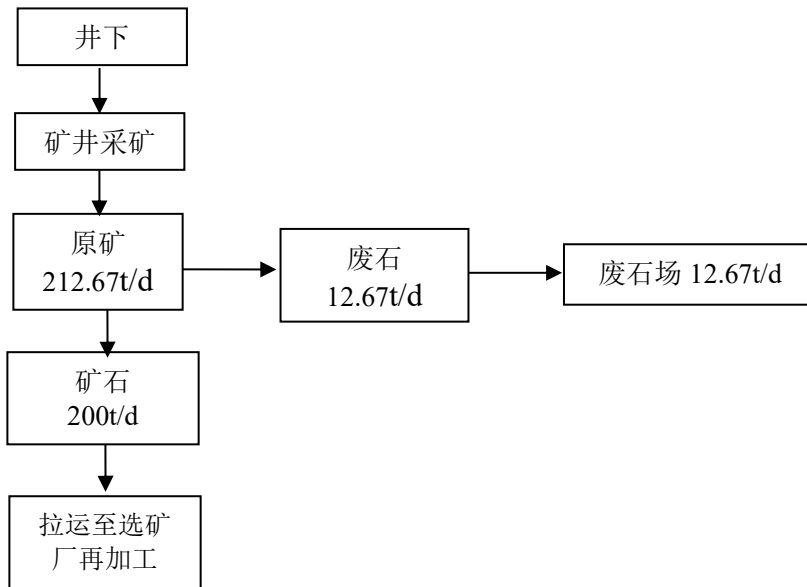 井下
矿井采矿
原矿
212.67t/d
废石
12.67t/d
废石场 12.67t/d
矿石
200t/d
拉运至选矿
厂再加工